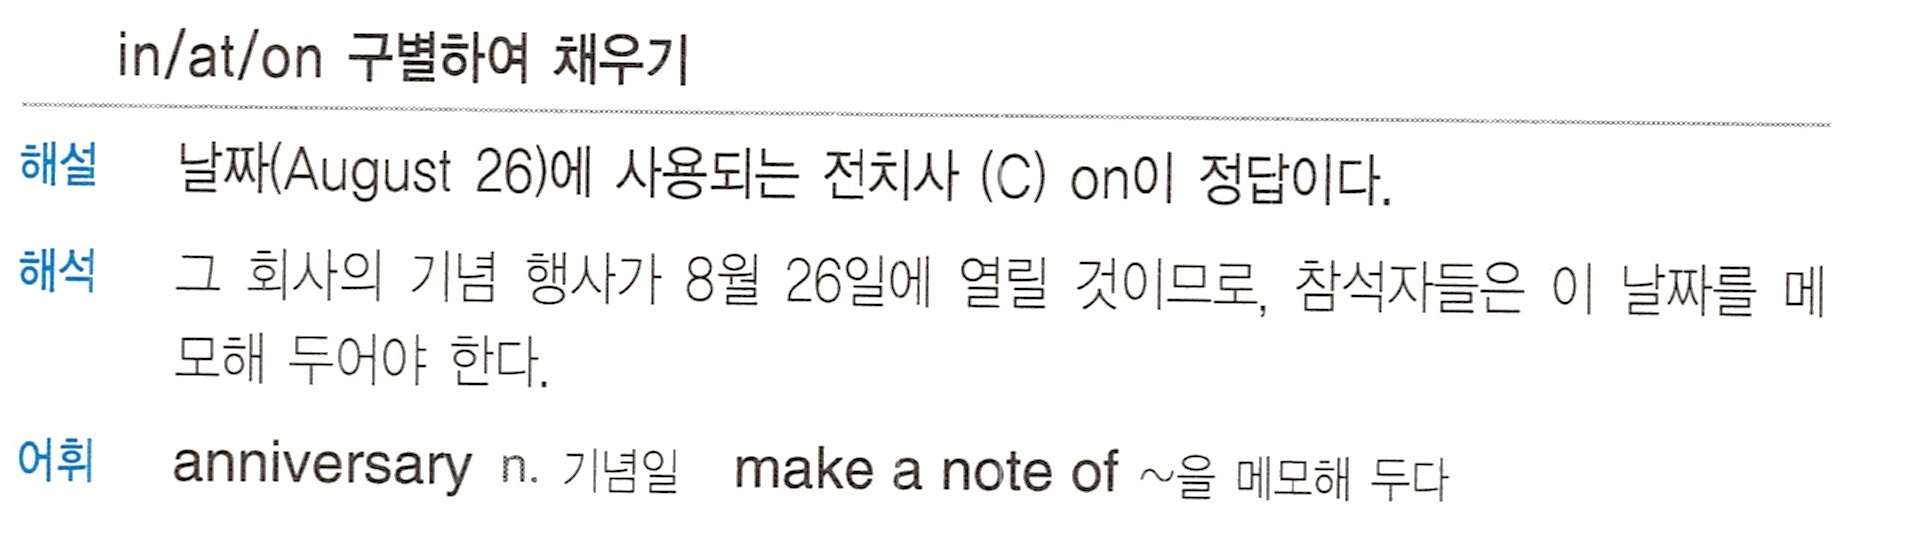 in/at/on 구별하여 채우기
해설 날짜(August 26)에 사용되는 전치사 (C) on이 정답이다.
해석 그 회사의 기념 행사가 8월 26일에 열릴 것이므로, 참석자들은 이 날짜를 메
모해 두어야 한다.
어휘 anniversary n. 기념일 make a note of ~을 메모해 두다